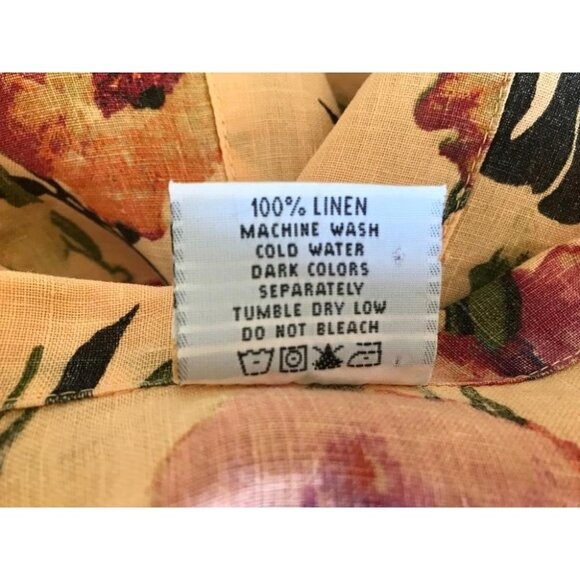 100% LINEN
MACHINE WASH
COLD WATER
DARK COLORS
SEPARATELY
TUMBLE DRY LOW
DO NOT BLEACH